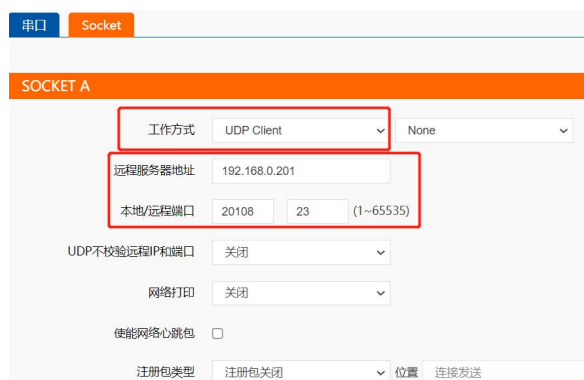 串口 Socket
SOCKET A
工作方式 UDP Client None
远程服务器地址 192.168.0.201
本地/远程端口 20108 23 (1~65535)
UDP不校验远程IP和端口 关闭
网络打印 关闭
使能网络心跳包
注册包类型 注册包关闭 位置 连接发送